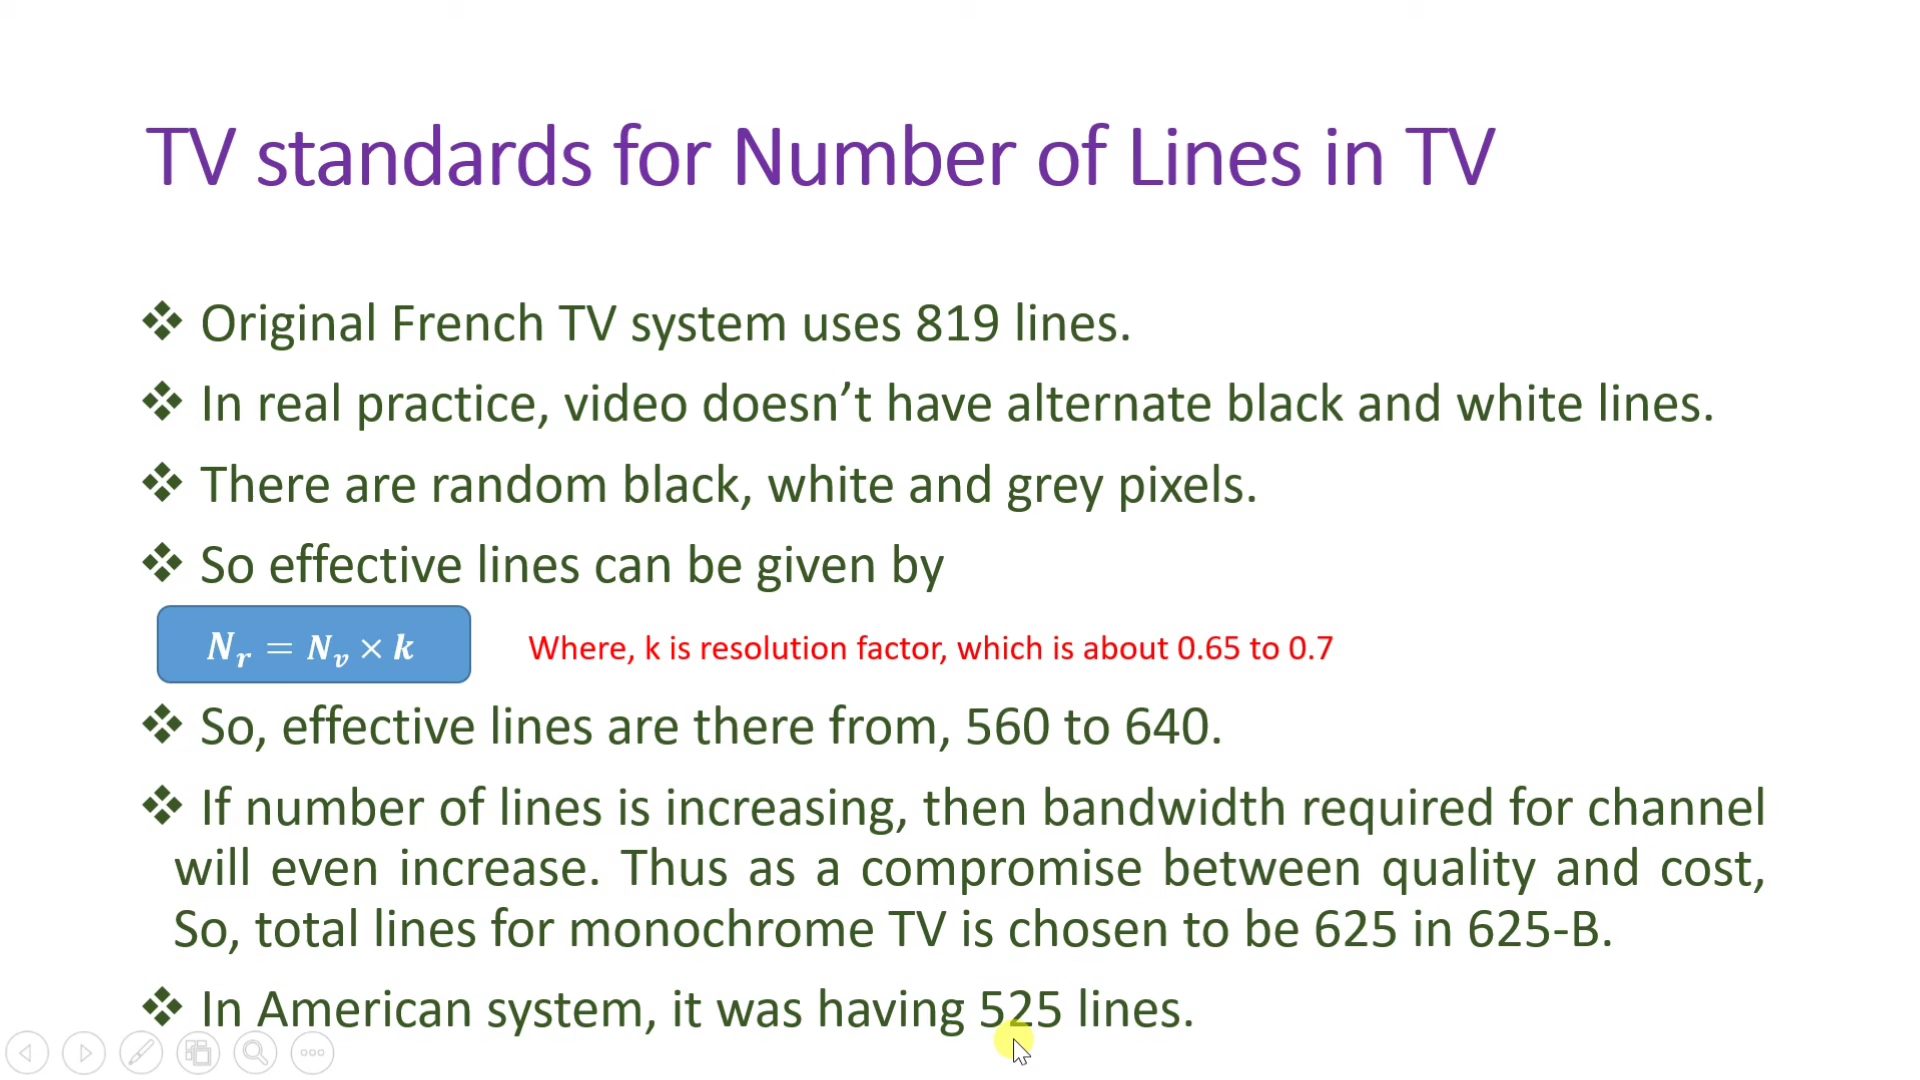 TV standards for Number of Lines in TV
❖ Original French TV system uses 819 lines.
❖ In real practice, video doesn’t have alternate black and white lines.
❖ There are random black, white and grey pixels.
❖ So effective lines can be given by
N_r = N_v × k Where, k is resolution factor, which is about 0.65 to 0.7
❖ So, effective lines are there from, 560 to 640.
❖ If number of lines is increasing, then bandwidth required for channel
will even increase. Thus as a compromise between quality and cost,
So, total lines for monochrome TV is chosen to be 625 in 625-B.
❖ In American system, it was having 525 lines.